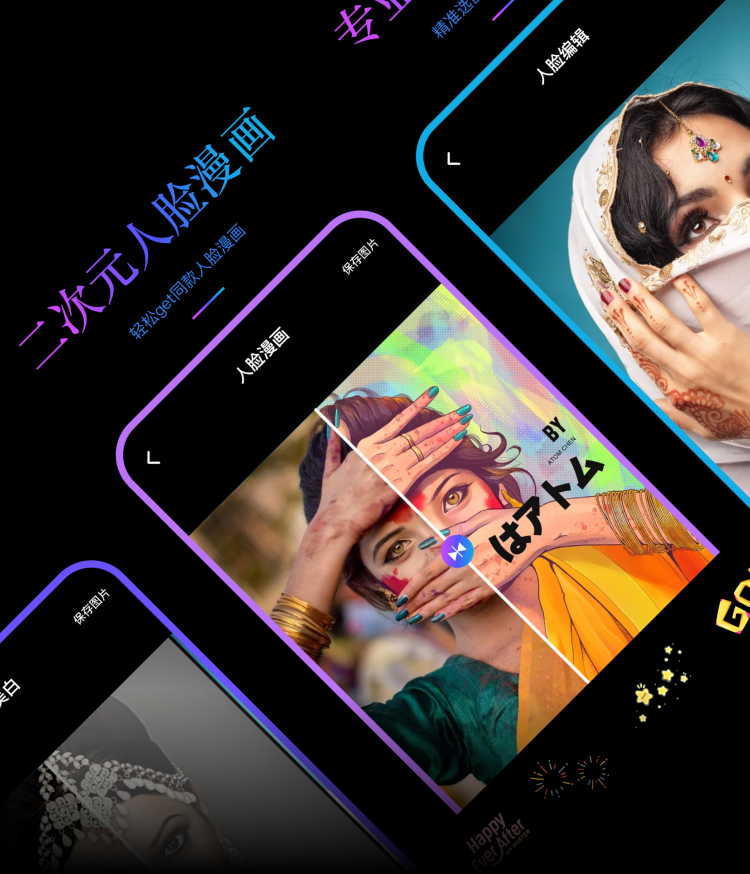 专业
精准选
人脸编辑
二次元人脸漫画
轻松get同款人脸漫画
保存图片
人脸漫画
BY
ATOM CHEN
はアトム
保存图片
美白
Happy
Ever After